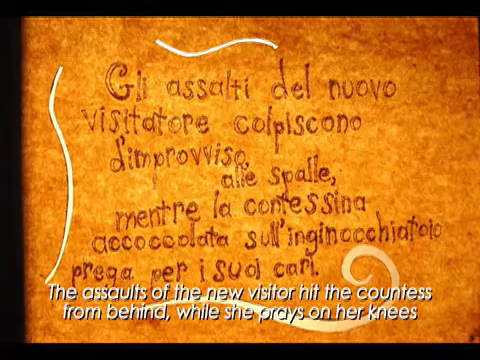 Gli assalti del nuovo
visitatore colpiscono
d'improvviso,
alle spalle,
mentre la contessina
accoccolata sull'inginocchiatoio
prega per i suoi cari.
The assaults of the new visitor hit the countess
from behind, while she prays on her knees